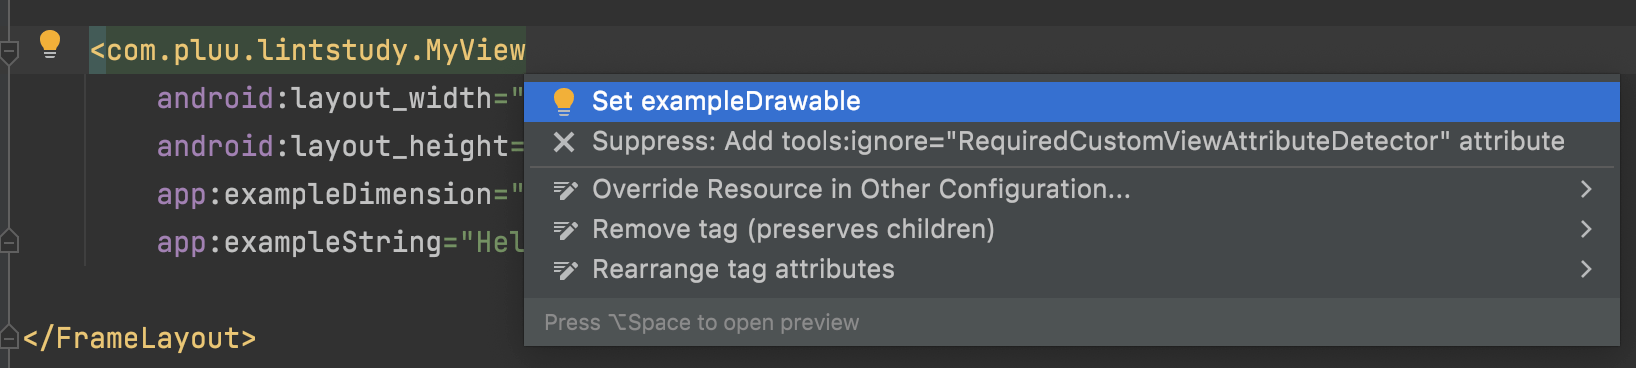 <com.pluu.lintstudy.MyView
android:layout_width="
android:layout_height=
app:exampleDimension="
app:exampleString="Hel
</FrameLayout>
Set exampleDrawable
Suppress: Add tools:ignore="RequiredCustomViewAttributeDetector" attribute
Override Resource in Other Configuration...
Remove tag (preserves children)
Rearrange tag attributes
Press ⌥Space to open preview